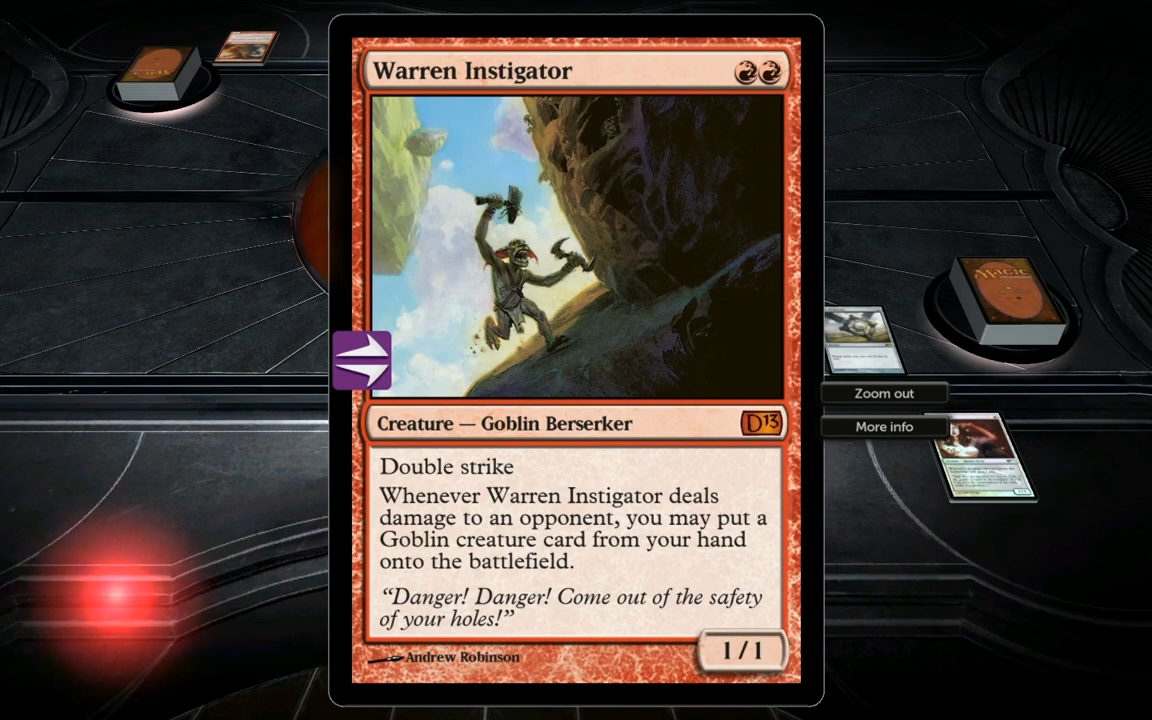 Warren Instigator
MAGIC
Zoom out
More info
Creature — Goblin Berserker
D13
Double strike
Whenever Warren Instigator deals
damage to an opponent, you may put a
Goblin creature card from your hand
onto the battlefield.
“Danger! Danger! Come out of the safety
of your holes!”
Andrew Robinson
1/1